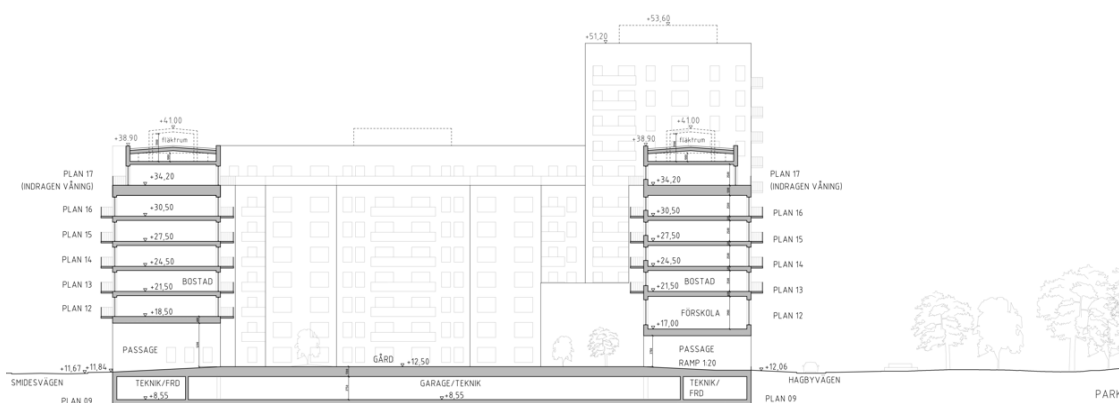 +53,60
+51,20
+41,00
+41,00
+38,90
fläktrum
+38,90
fläktrum
PLAN 17
(INDRAGEN VÅNING)
+34,20
+34,20
PLAN 17
(INDRAGEN VÅNING)
PLAN 16
+30,50
+30,50
PLAN 16
PLAN 15
+27,50
+27,50
PLAN 15
PLAN 14
+24,50
+24,50
PLAN 14
BOSTAD
BOSTAD
PLAN 13
+21,50
+21,50
PLAN 13
PLAN 12
+18,50
FÖRSKOLA
PLAN 12
+17,00
PASSAGE
PASSAGE
GÅRD
+12,50
RAMP 1:20
+11,67
+11,84
+12,06
SMIDESVÄGEN
TEKNIK/FRD
GARAGE/TEKNIK
TEKNIK/
FRD
HAGBYVÄGEN
+8,55
+8,55
PLAN 09
PLAN 09
PARK